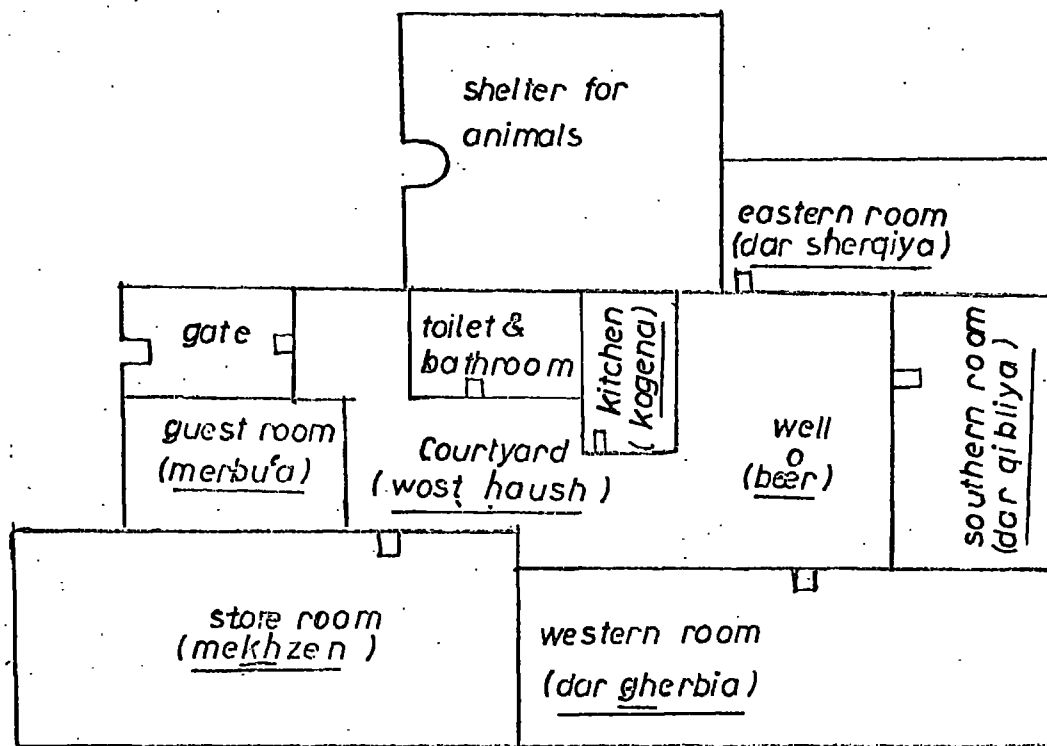 shelter for
animals
eastern room
(dar sherqiya)
gate
toilet &
bathroom
kitchen
(kogena)
southern room
(dar qibliya)
guest room
(merbu'a)
Courtyard
(wost haush)
well
(beer)
store room
(mekhzen)
western room
(dar gherbia)